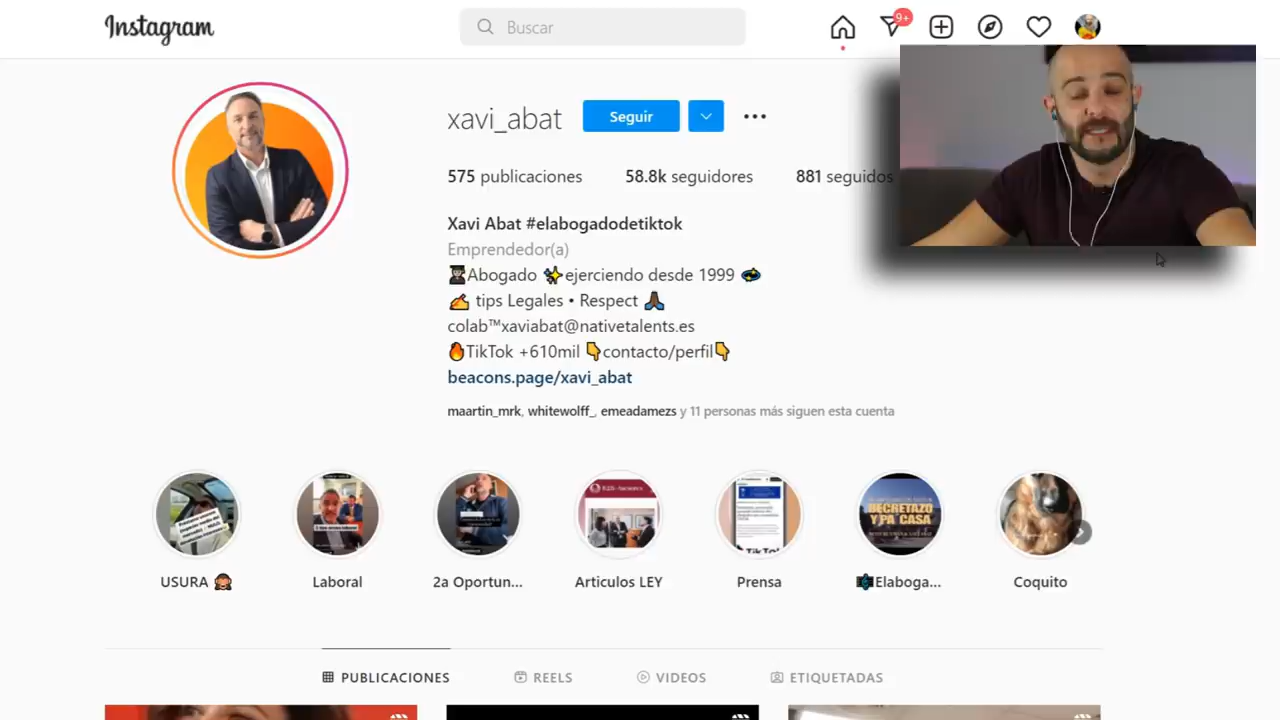 Instagram
Buscar
9+
xavi_abat
Seguir
575 publicaciones
58.8k seguidores
881 seguidos
Xavi Abat #elabogadodetiktok
Emprendedor(a)
Abogado ✨ejerciendo desde 1999
✍ tips Legales • Respect 🙏
colab™xaviabat@nativetalents.es
🔥TikTok +610mil 👇contacto/perfil👇
beacons.page/xavi_abat
maartin_mrk, whitewolff_, emeadamezs y 11 personas más siguen esta cuenta
DECRETAZO
Y PA CASA
USURA 🙈
Laboral
2a Oportun...
Articulos LEY
Prensa
Elaboga...
Coquito
PUBLICACIONES
REELS
VIDEOS
ETIQUETADAS